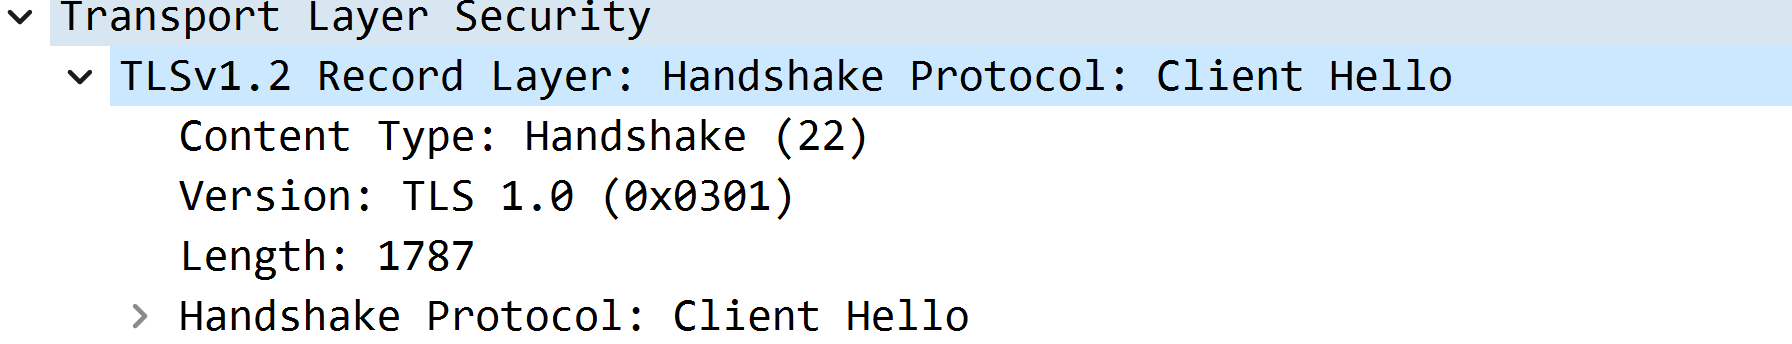 Transport Layer Security
TLSv1.2 Record Layer: Handshake Protocol: Client Hello
Content Type: Handshake (22)
Version: TLS 1.0 (0x0301)
Length: 1787
Handshake Protocol: Client Hello